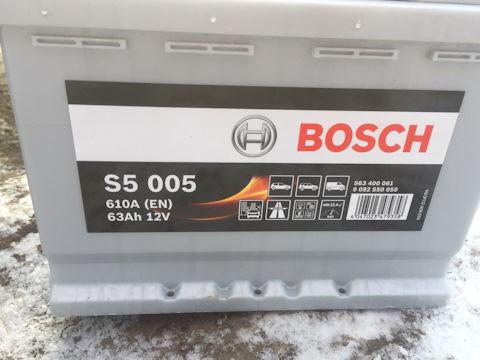 BOSCH
S5 005
610A (EN)
63Ah 12V
563 400 061
0 092 S50 050